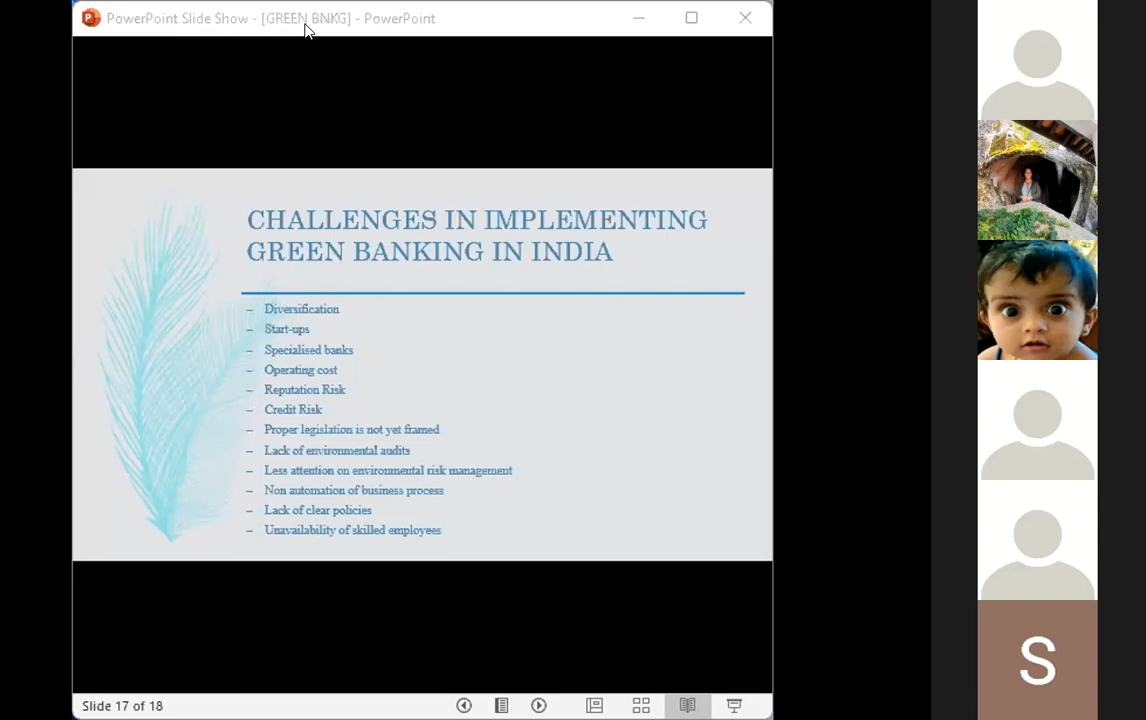 PowerPoint Slide Show - [GREEN BNKG] - PowerPoint
CHALLENGES IN IMPLEMENTING
GREEN BANKING IN INDIA
– Diversification
– Start-ups
– Specialised banks
– Operating cost
– Reputation Risk
– Credit Risk
– Proper legislation is not yet framed
– Lack of environmental audits
– Less attention on environmental risk management
– Non automation of business process
– Lack of clear policies
– Unavailability of skilled employees
Slide 17 of 18
S